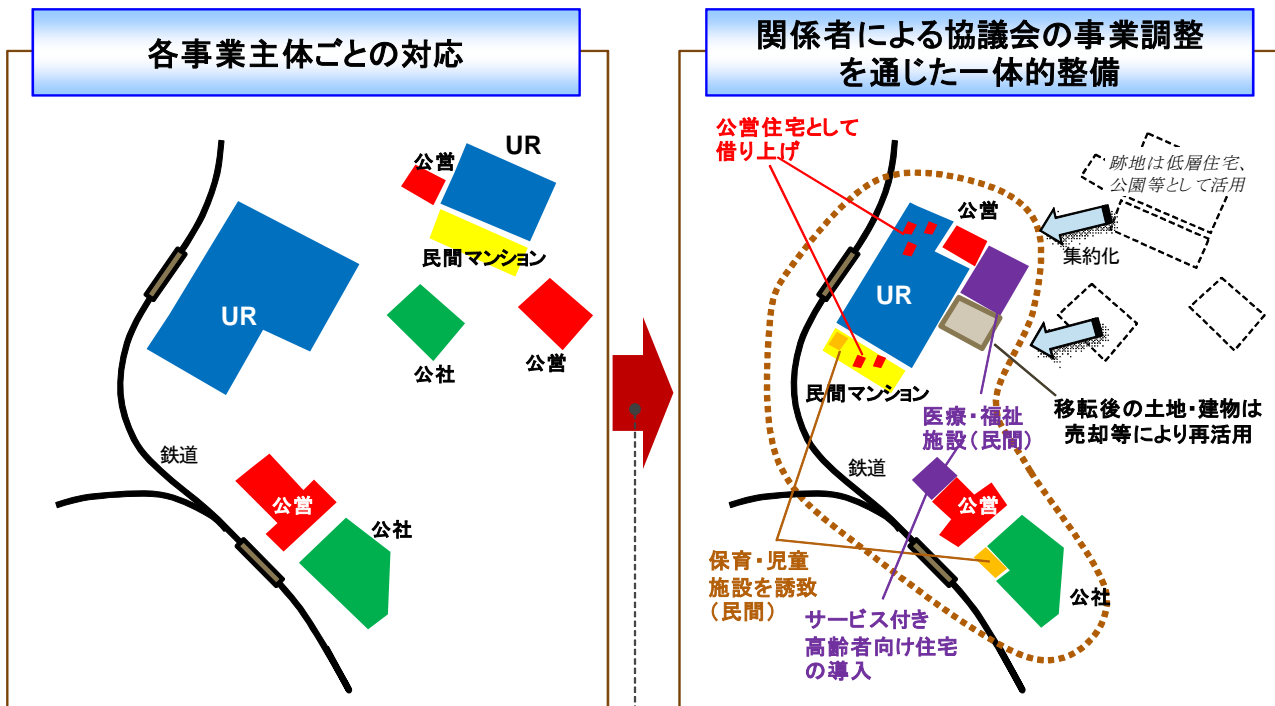 各事業主体ごとの対応
UR
公営
民間マンション
UR
公社
公営
鉄道
公営
公社
関係者による協議会の事業調整
を通じた一体的整備
公営住宅として
借り上げ
跡地は低層住宅、
公園等として活用
公営
集約化
UR
民間マンション
医療・福祉
施設(民間)
移転後の土地・建物は
売却等により再活用
鉄道
公営
保育・児童
施設を誘致
(民間)
公社
サービス付き
高齢者向け住宅
の導入